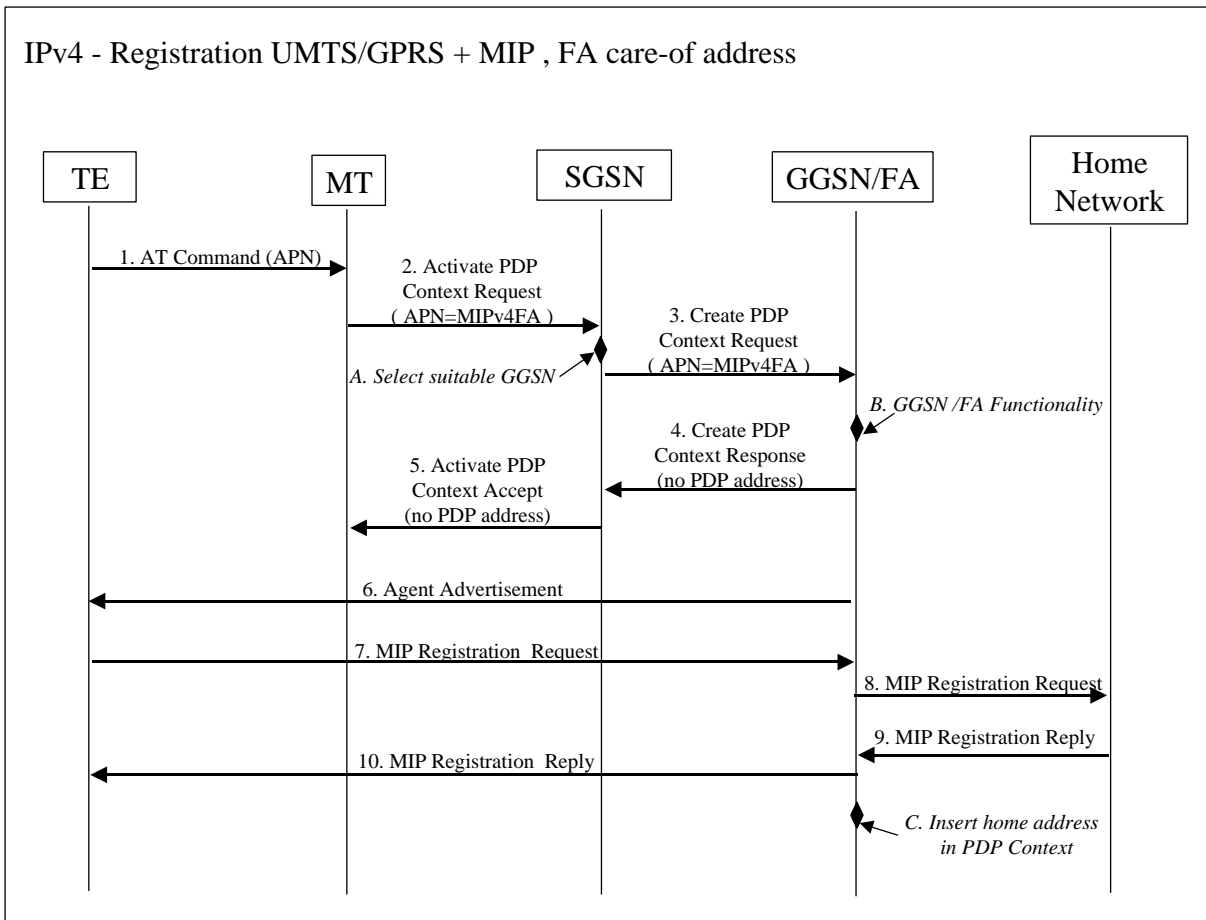 IPv4 - Registration UMTS/GPRS + MIP , FA care-of address
TE
MT
SGSN
GGSN/FA
Home
Network
1. AT Command (APN)
2. Activate PDP
Context Request
( APN=MIPv4FA )
A. Select suitable GGSN
3. Create PDP
Context Request
( APN=MIPv4FA )
B. GGSN /FA Functionality
4. Create PDP
Context Response
(no PDP address)
5. Activate PDP
Context Accept
(no PDP address)
6. Agent Advertisement
7. MIP Registration Request
8. MIP Registration Request
9. MIP Registration Reply
10. MIP Registration Reply
C. Insert home address
in PDP Context